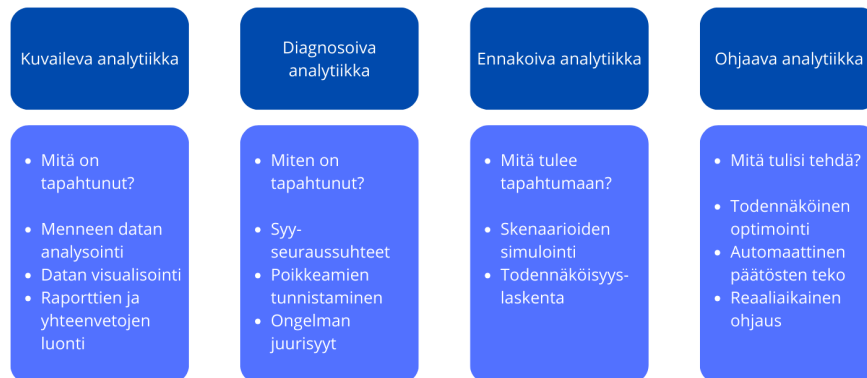 Kuvaileva analytiikka
Diagnosoiva
analytiikka
Ennakoiva analytiikka
Ohjaava analytiikka
• Mitä on
tapahtunut?
• Menneen datan
analysointi
• Datan visualisointi
• Raporttien ja
yhteenvetojen
luonti
• Miten on
tapahtunut?
• Syy-
seuraussuhteet
• Poikkeamien
tunnistaminen
• Ongelman
juurisyyt
• Mitä tulee
tapahtumaan?
• Skenaarioiden
simulointi
• Todennäköisyys-
laskenta
• Mitä tulisi tehdä?
• Todennäköinen
optimointi
• Automaattinen
päätösten teko
• Reaaliaikainen
ohjaus